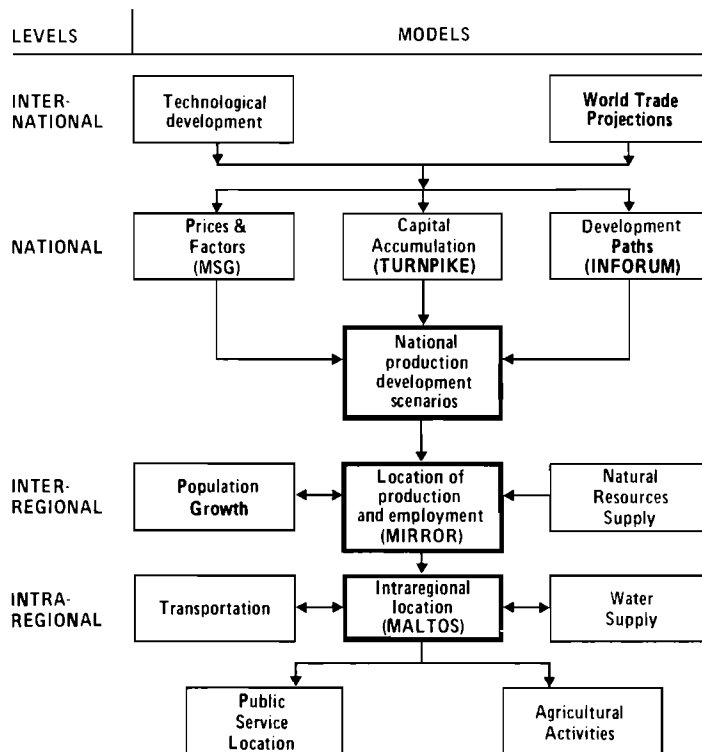 LEVELS
MODELS
INTER-
NATIONAL
Technological
development
World Trade
Projections
NATIONAL
Prices &
Factors
(MSG)
Capital
Accumulation
(TURNPIKE)
Development
Paths
(INFORUM)
National
production
development
scenarios
INTER-
REGIONAL
Population
Growth
Location of
production
and employment
(MIRROR)
Natural
Resources
Supply
INTRA-
REGIONAL
Transportation
Intraregional
location
(MALTOS)
Water
Supply
Public
Service
Location
Agricultural
Activities